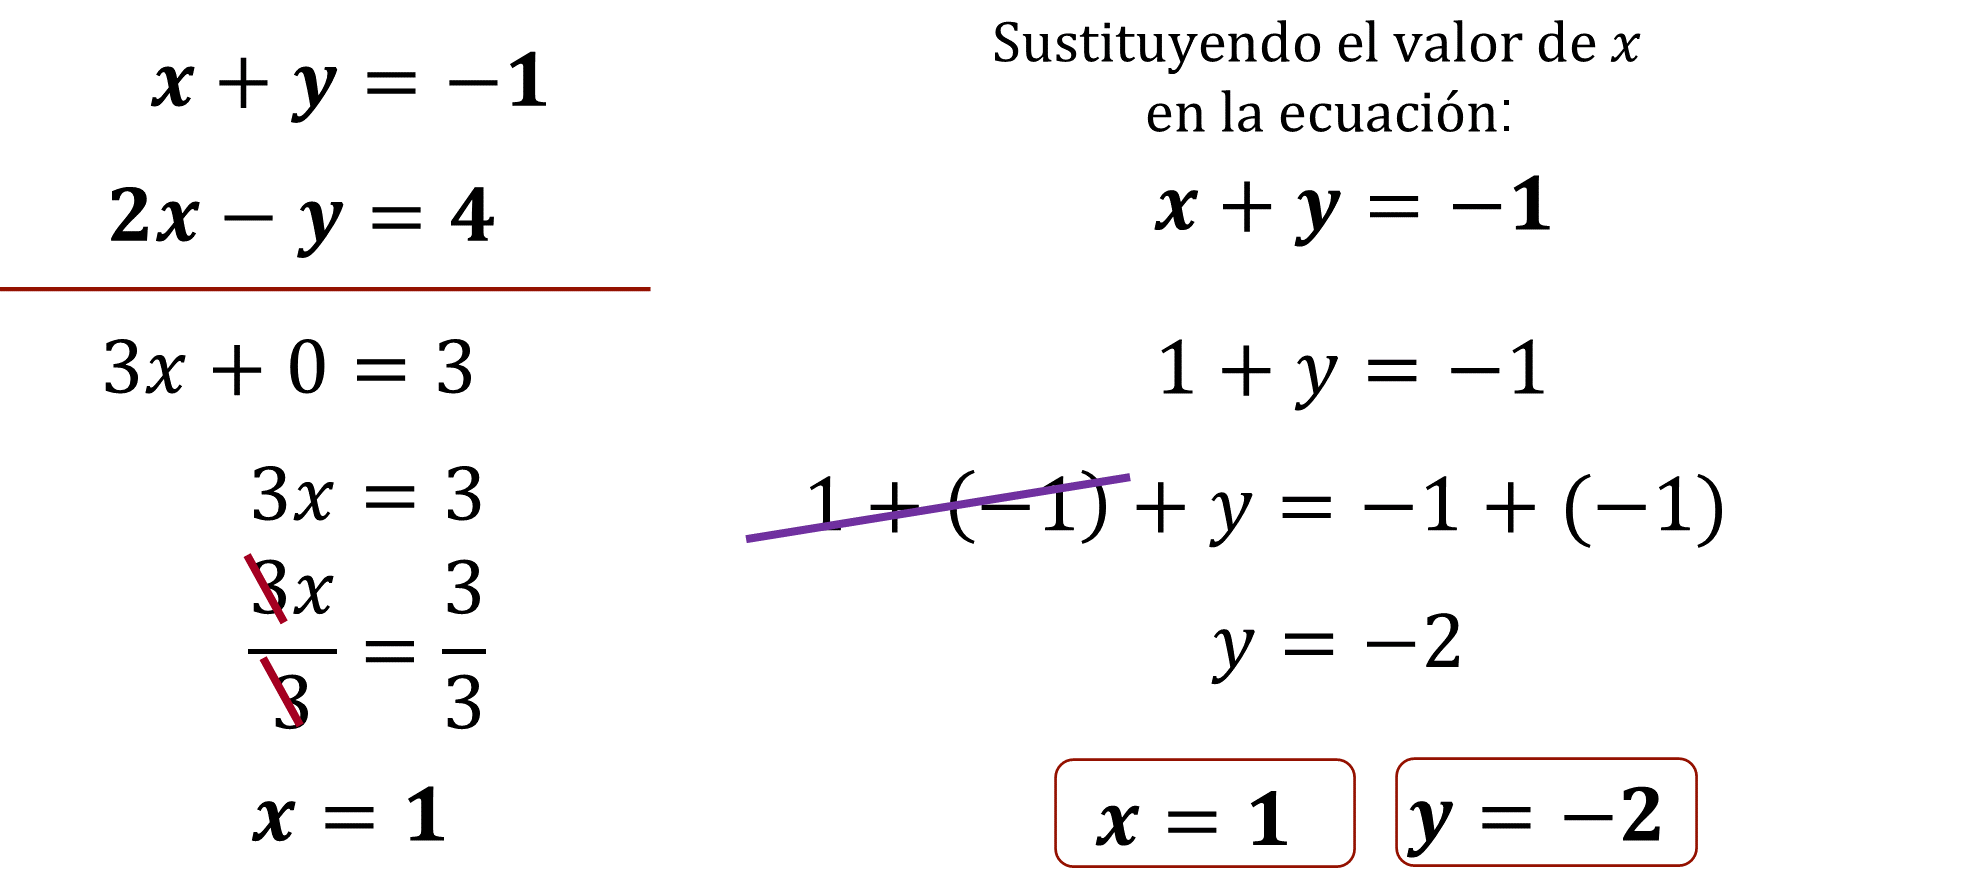 x + y = −1
2x − y = 4
3x + 0 = 3
3x = 3
3x/3 = 3/3
x = 1
Sustituyendo el valor de x
en la ecuación:
x + y = −1
1 + y = −1
1 + (−1) + y = −1 + (−1)
y = −2
x = 1
y = −2